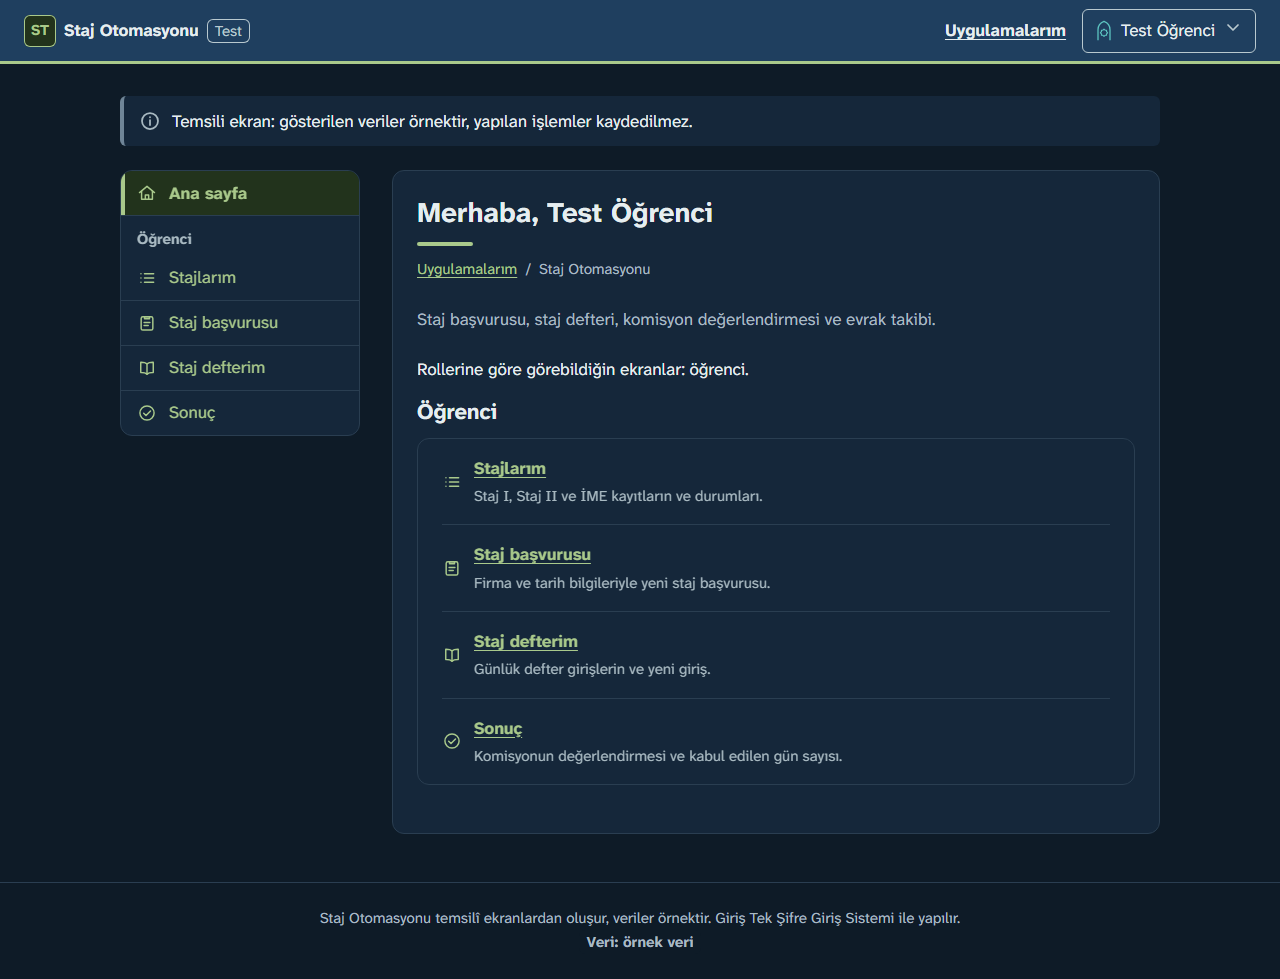 ST Staj Otomasyonu Test
Uygulamalarım Test Öğrenci
Temsili ekran: gösterilen veriler örnektir, yapılan işlemler kaydedilmez.
Ana sayfa
Öğrenci
Stajlarım
Staj başvurusu
Staj defterim
Sonuç
Merhaba, Test Öğrenci
Uygulamalarım / Staj Otomasyonu
Staj başvurusu, staj defteri, komisyon değerlendirmesi ve evrak takibi.
Rollerine göre görebildiğin ekranlar: öğrenci.
Öğrenci
Stajlarım
Staj I, Staj II ve İME kayıtların ve durumları.
Staj başvurusu
Firma ve tarih bilgileriyle yeni staj başvurusu.
Staj defterim
Günlük defter girişlerin ve yeni giriş.
Sonuç
Komisyonun değerlendirmesi ve kabul edilen gün sayısı.
Staj Otomasyonu temsilî ekranlardan oluşur, veriler örnektir. Giriş Tek Şifre Giriş Sistemi ile yapılır.
Veri: örnek veri